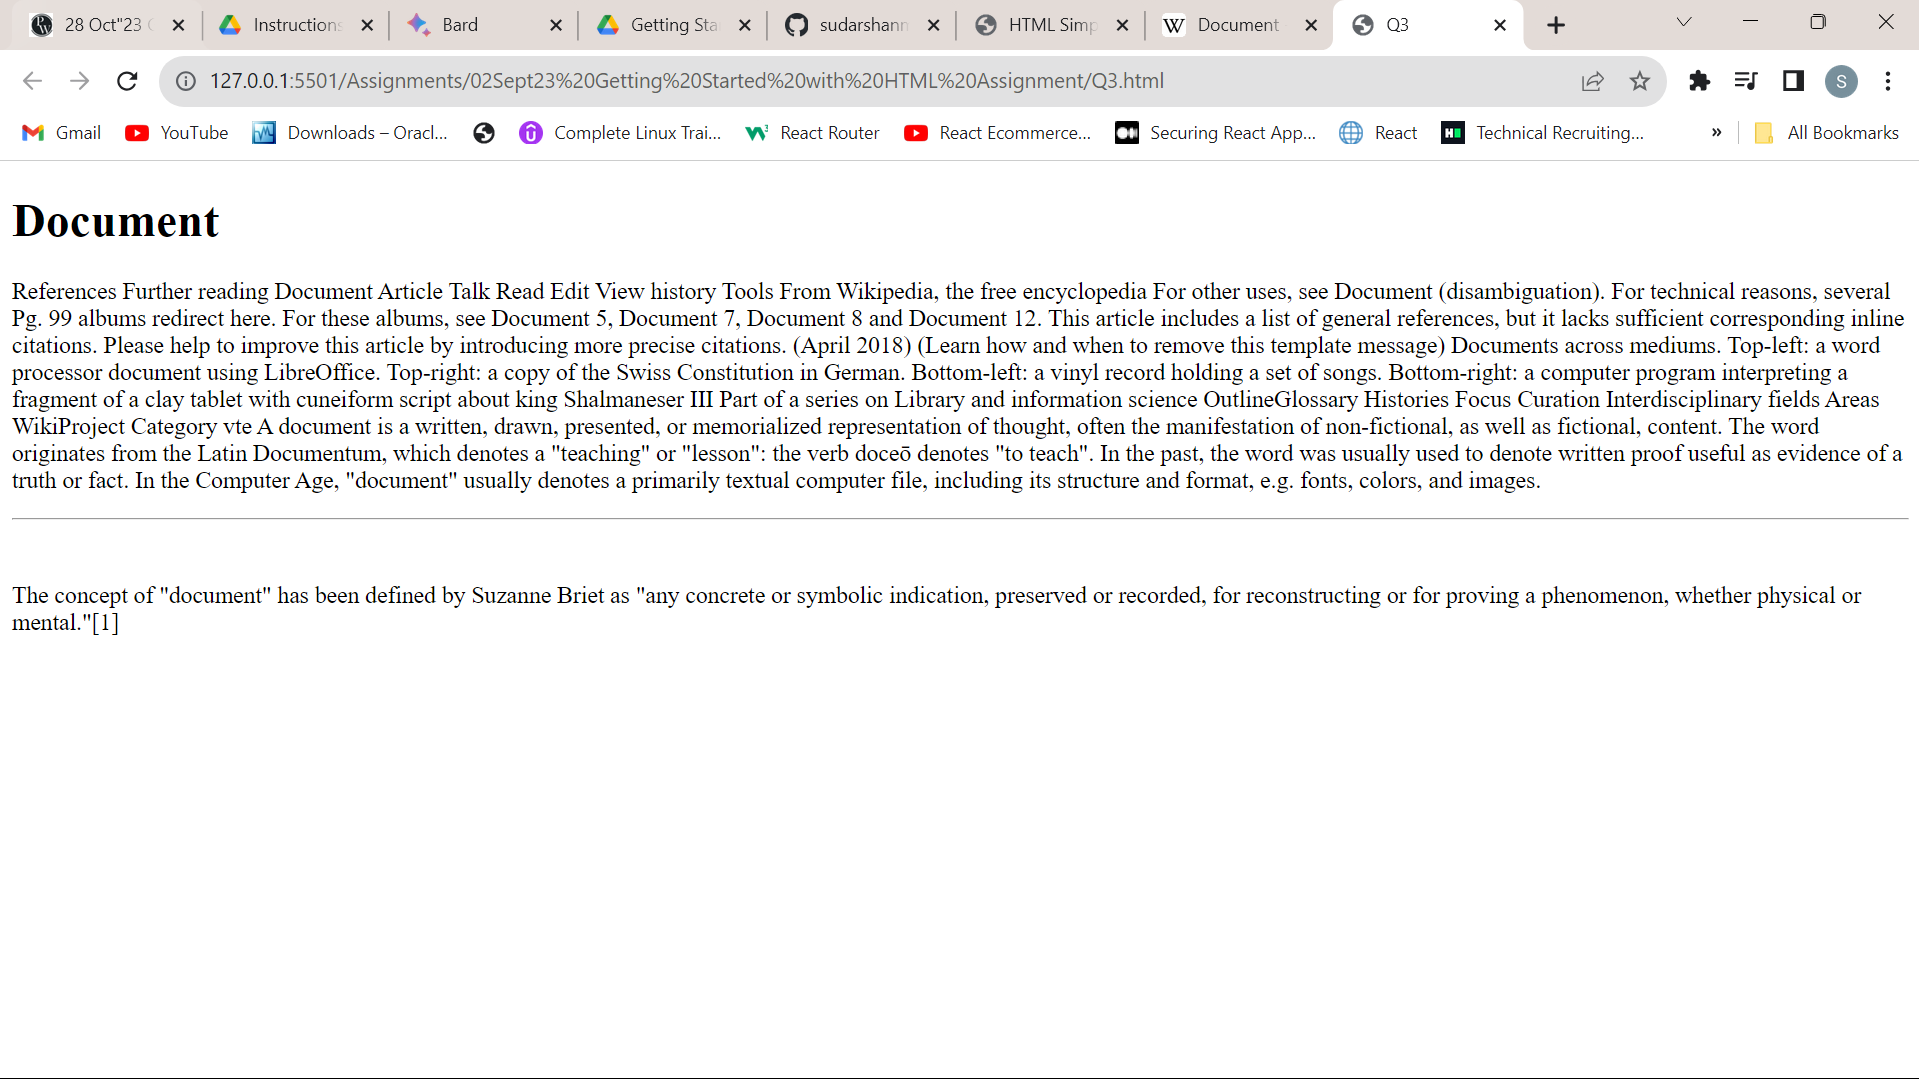 28 Oct"23
Instructions
Bard
Getting Sta
sudarshann
HTML Simp
Document
Q3
127.0.0.1:5501/Assignments/02Sept23%20Getting%20Started%20with%20HTML%20Assignment/Q3.html
S
Gmail
YouTube
Downloads – Oracl...
Complete Linux Trai...
React Router
React Ecommerce...
Securing React App...
React
Technical Recruiting...
»
All Bookmarks
Document
References Further reading Document Article Talk Read Edit View history Tools From Wikipedia, the free encyclopedia For other uses, see Document (disambiguation). For technical reasons, several
Pg. 99 albums redirect here. For these albums, see Document 5, Document 7, Document 8 and Document 12. This article includes a list of general references, but it lacks sufficient corresponding inline
citations. Please help to improve this article by introducing more precise citations. (April 2018) (Learn how and when to remove this template message) Documents across mediums. Top-left: a word
processor document using LibreOffice. Top-right: a copy of the Swiss Constitution in German. Bottom-left: a vinyl record holding a set of songs. Bottom-right: a computer program interpreting a
fragment of a clay tablet with cuneiform script about king Shalmaneser III Part of a series on Library and information science OutlineGlossary Histories Focus Curation Interdisciplinary fields Areas
WikiProject Category vte A document is a written, drawn, presented, or memorialized representation of thought, often the manifestation of non-fictional, as well as fictional, content. The word
originates from the Latin Documentum, which denotes a "teaching" or "lesson": the verb doceō denotes "to teach". In the past, the word was usually used to denote written proof useful as evidence of a
truth or fact. In the Computer Age, "document" usually denotes a primarily textual computer file, including its structure and format, e.g. fonts, colors, and images.
The concept of "document" has been defined by Suzanne Briet as "any concrete or symbolic indication, preserved or recorded, for reconstructing or for proving a phenomenon, whether physical or
mental."[1]